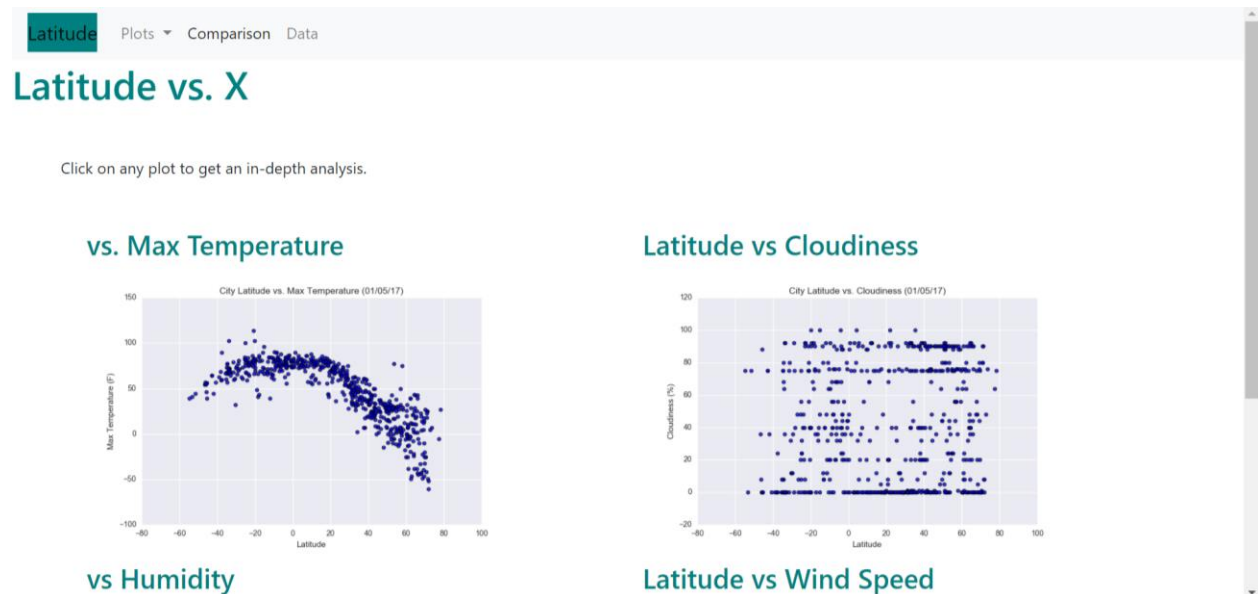 Latitude Plots Comparison Data
Latitude vs. X
Click on any plot to get an in-depth analysis.
vs. Max Temperature
City Latitude vs. Max Temperature (01/05/17)
150
100
50
0
−50
−100
Max Temperature (F)
−80 −60 −40 −20 0 20 40 60 80 100
Latitude
Latitude vs Cloudiness
City Latitude vs. Cloudiness (01/05/17)
120
100
80
60
40
20
0
−20
Cloudiness (%)
−80 −60 −40 −20 0 20 40 60 80 100
Latitude
vs Humidity
Latitude vs Wind Speed